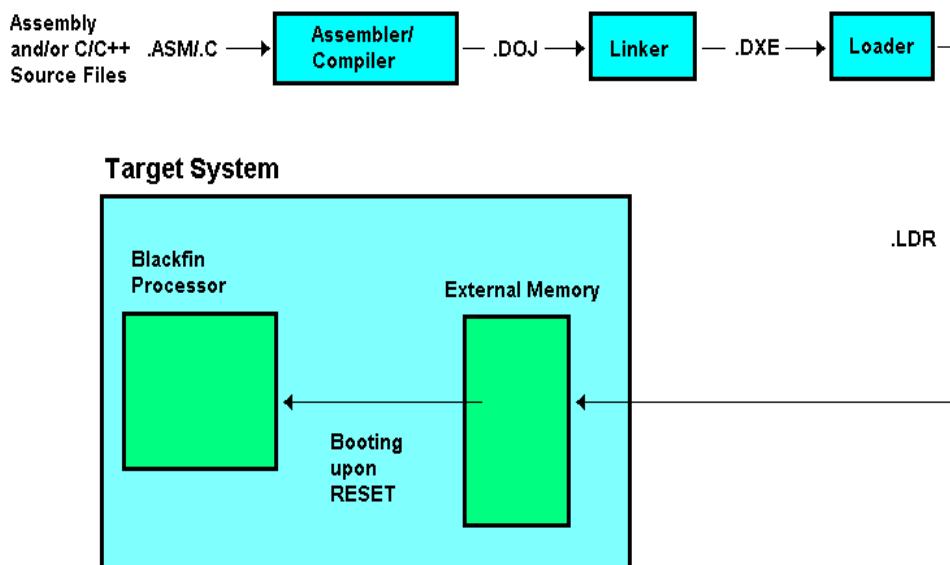 Assembly
and/or C/C++
Source Files
.ASM/.C
Assembler/
Compiler
.DOJ
Linker
.DXE
Loader
Target System
.LDR
Blackfin
Processor
External Memory
Booting
upon
RESET